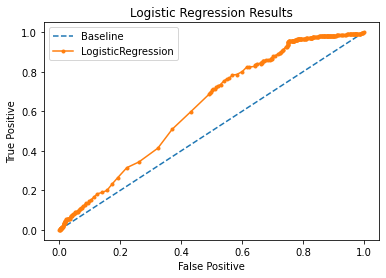 Logistic Regression Results
Baseline
LogisticRegression
True Positive
1.0
0.8
0.6
0.4
0.2
0.0
0.0 0.2 0.4 0.6 0.8 1.0
False Positive